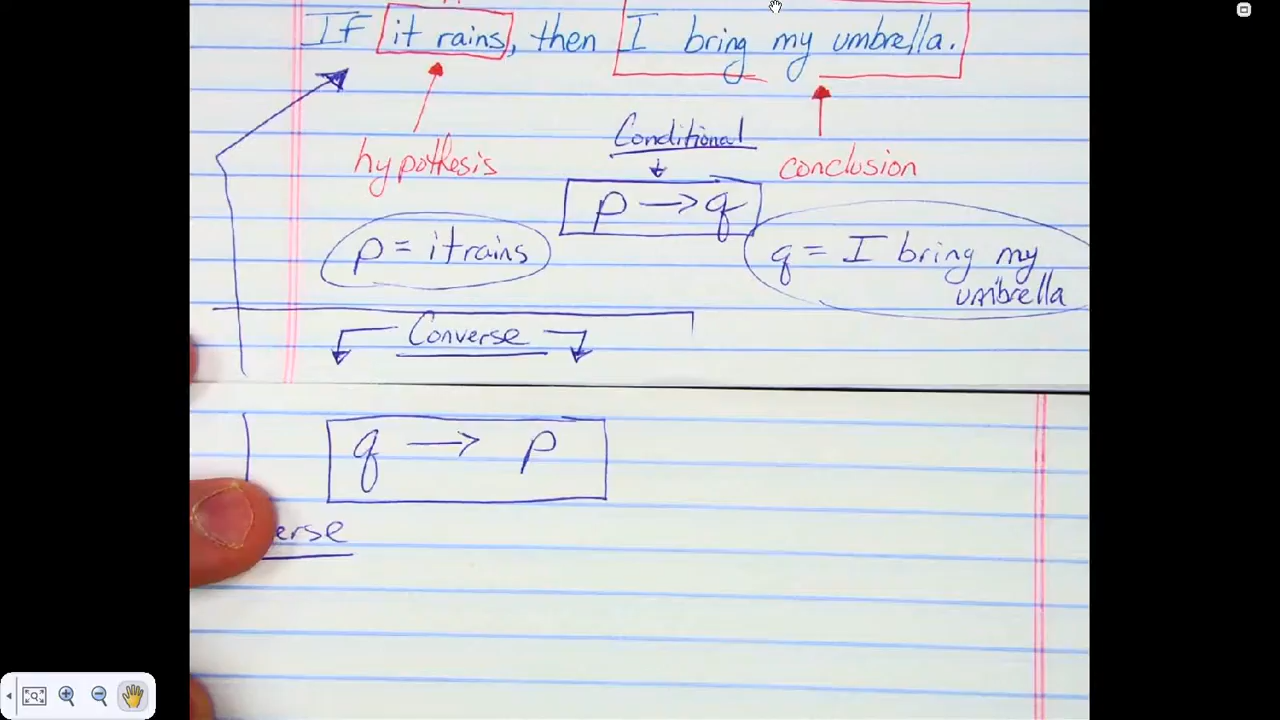 If it rains, then I bring my umbrella.
Conditional
hypothesis
conclusion
p → q
p = it rains
q = I bring my
umbrella
Converse
q → p
erse